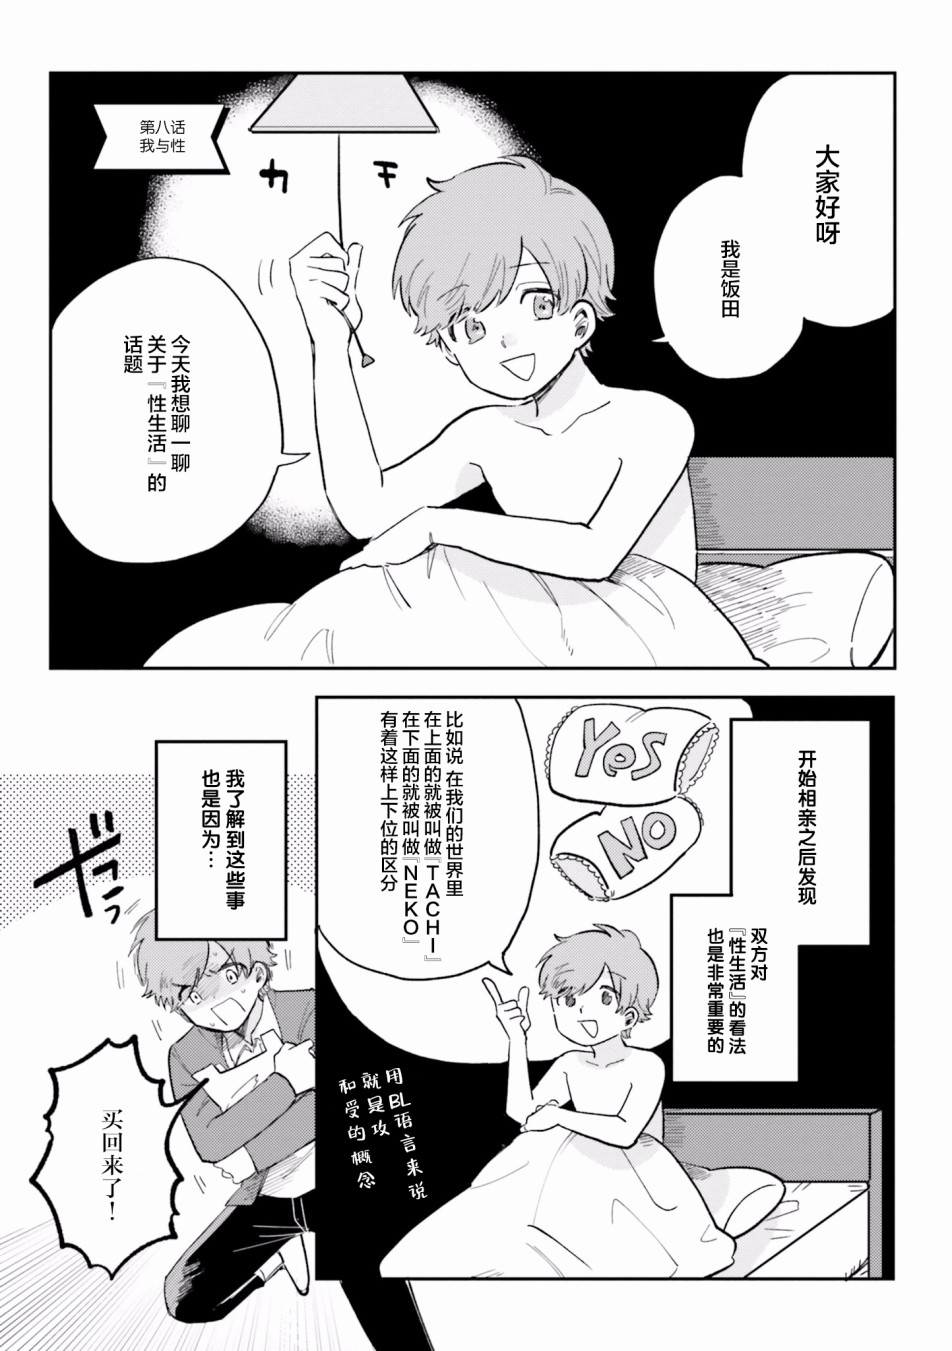 第八话
我与性
大家好呀
我是饭田
カチ
今天我想聊一聊
关于『性生活』的
话题
开始相亲之后发现
双方对
『性生活』的看法
也是非常重要的
YES
NO
比如说 在我们的世界里
在上面的就被叫做『TACHI』
在下面的就被叫做『NEKO』
有着这样上下位的区分
用BL语言来说
就是攻
和受的概念
我了解到这些事
也是因为…
买回来了！